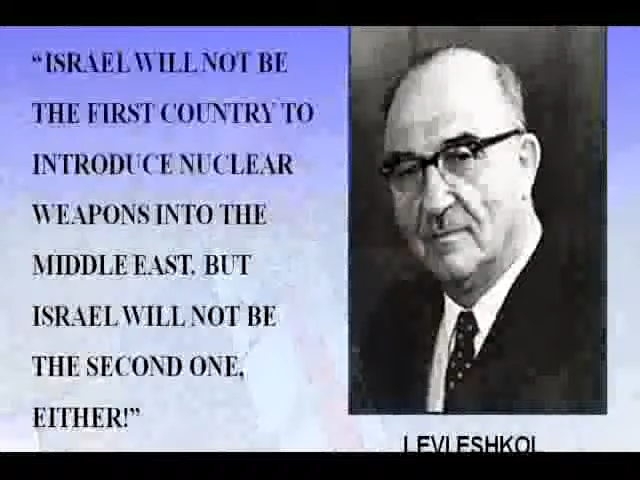 “ISRAEL WILL NOT BE
THE FIRST COUNTRY TO
INTRODUCE NUCLEAR
WEAPONS INTO THE
MIDDLE EAST, BUT
ISRAEL WILL NOT BE
THE SECOND ONE,
EITHER!”
LEVI ESHKOL